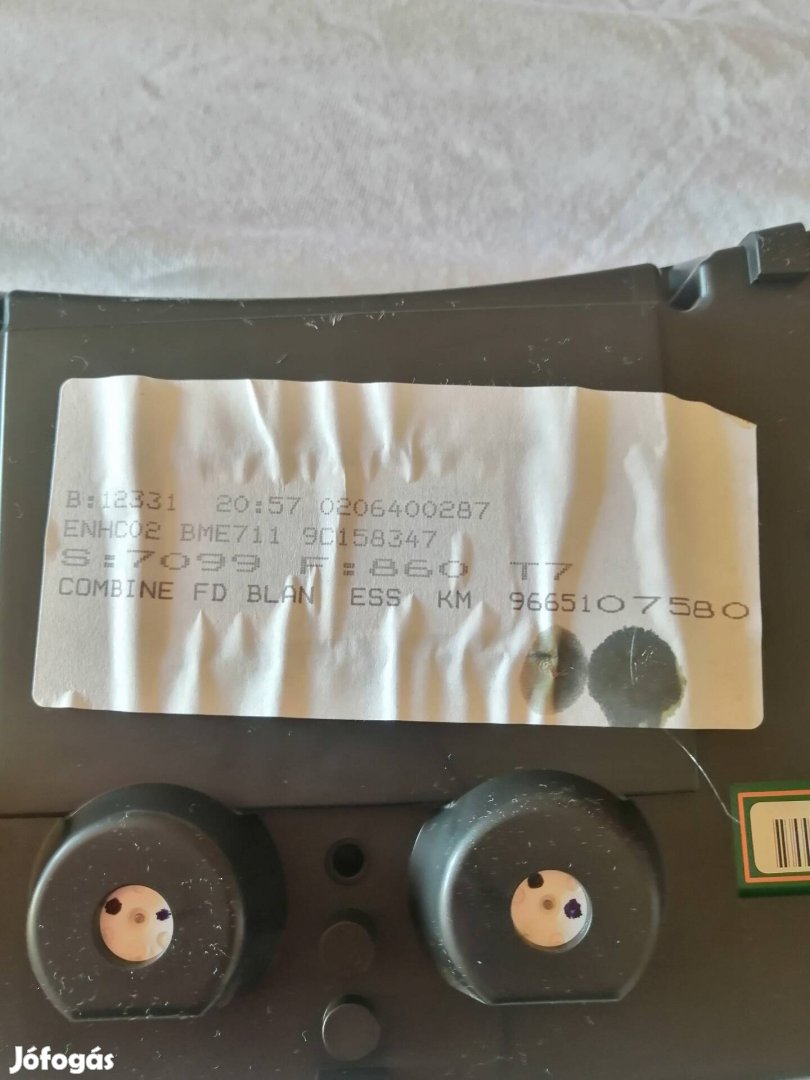 B:12331 20:57 0206400287
ENHC02 BME711 9C158347
S:7099 F:860 T7
COMBINE FD BLAN ESS KM 9665107580
Jófogás